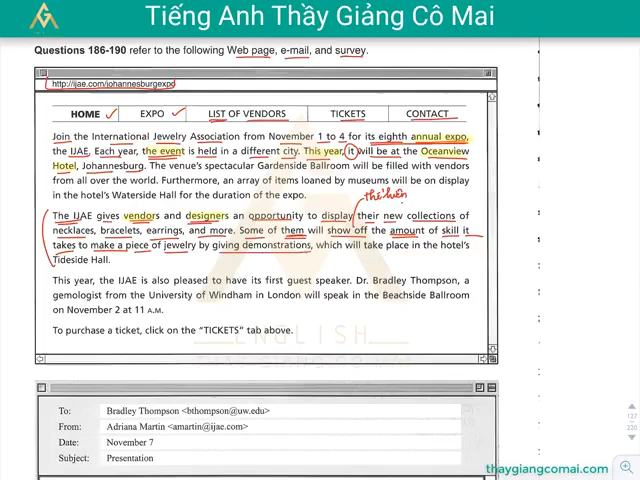 Tiếng Anh Thầy Giảng Cô Mai
Questions 186-190 refer to the following Web page, e-mail, and survey.
http://ijae.com/johannesburgexpo
HOME EXPO LIST OF VENDORS TICKETS CONTACT
Join the International Jewelry Association from November 1 to 4 for its eighth annual expo,
the IJAE, Each year, the event is held in a different city. This year, it will be at the Oceanview
Hotel, Johannesburg. The venue's spectacular Gardenside Ballroom will be filled with vendors
from all over the world. Furthermore, an array of items loaned by museums will be on display
in the hotel's Waterside Hall for the duration of the expo.
thể hiện
The IJAE gives vendors and designers an opportunity to display their new collections of
necklaces, bracelets, earrings, and more. Some of them will show off the amount of skill it
takes to make a piece of jewelry by giving demonstrations, which will take place in the hotel's
Tideside Hall.
This year, the IJAE is also pleased to have its first guest speaker. Dr. Bradley Thompson, a
gemologist from the University of Windham in London will speak in the Beachside Ballroom
on November 2 at 11 A.M.
To purchase a ticket, click on the "TICKETS" tab above.
ENGLISH
THAY GIANG CO MAI
To: Bradley Thompson <bthompson@uw.edu>
From: Adriana Martin <amartin@ijae.com>
Date: November 7
Subject: Presentation
127
220
thaygiangcomai.com